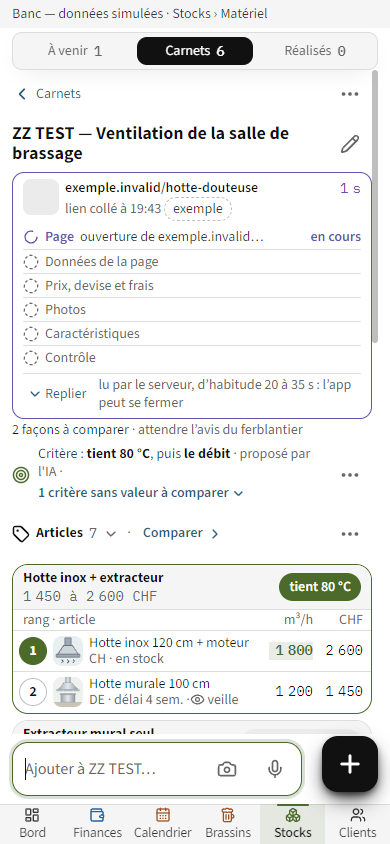 Banc — données simulées · Stocks › Matériel
À venir 1 Carnets 6 Réalisés 0
Carnets
ZZ TEST — Ventilation de la salle de
brassage
exemple.invalid/hotte-douteuse 1 s
lien collé à 19:43 exemple
Page ouverture de exemple.invalid… en cours
Données de la page
Prix, devise et frais
Photos
Caractéristiques
Contrôle
Replier lu par le serveur, d’habitude 20 à 35 s : l’app
peut se fermer
2 façons à comparer · attendre l’avis du ferblantier
Critère : tient 80 °C, puis le débit · proposé par
l’IA ·
1 critère sans valeur à comparer
Articles 7 · Comparer
Hotte inox + extracteur
1 450 à 2 600 CHF
tient 80 °C
rang · article m³/h CHF
1 Hotte inox 120 cm + moteur 1 800 2 600
CH · en stock
2 Hotte murale 100 cm 1 200 1 450
DE · délai 4 sem. · veille
Extracteur mural seul
Ajouter à ZZ TEST…
Bord Finances Calendrier Brassins Stocks Clients